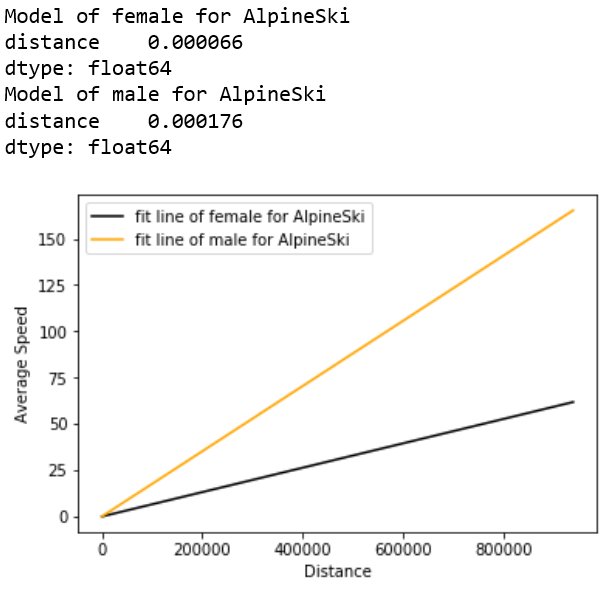 Model of female for AlpineSki
distance    0.000066
dtype: float64
Model of male for AlpineSki
distance    0.000176
dtype: float64
fit line of female for AlpineSki
fit line of male for AlpineSki
150
125
100
75
50
25
0
Average Speed
0 200000 400000 600000 800000
Distance